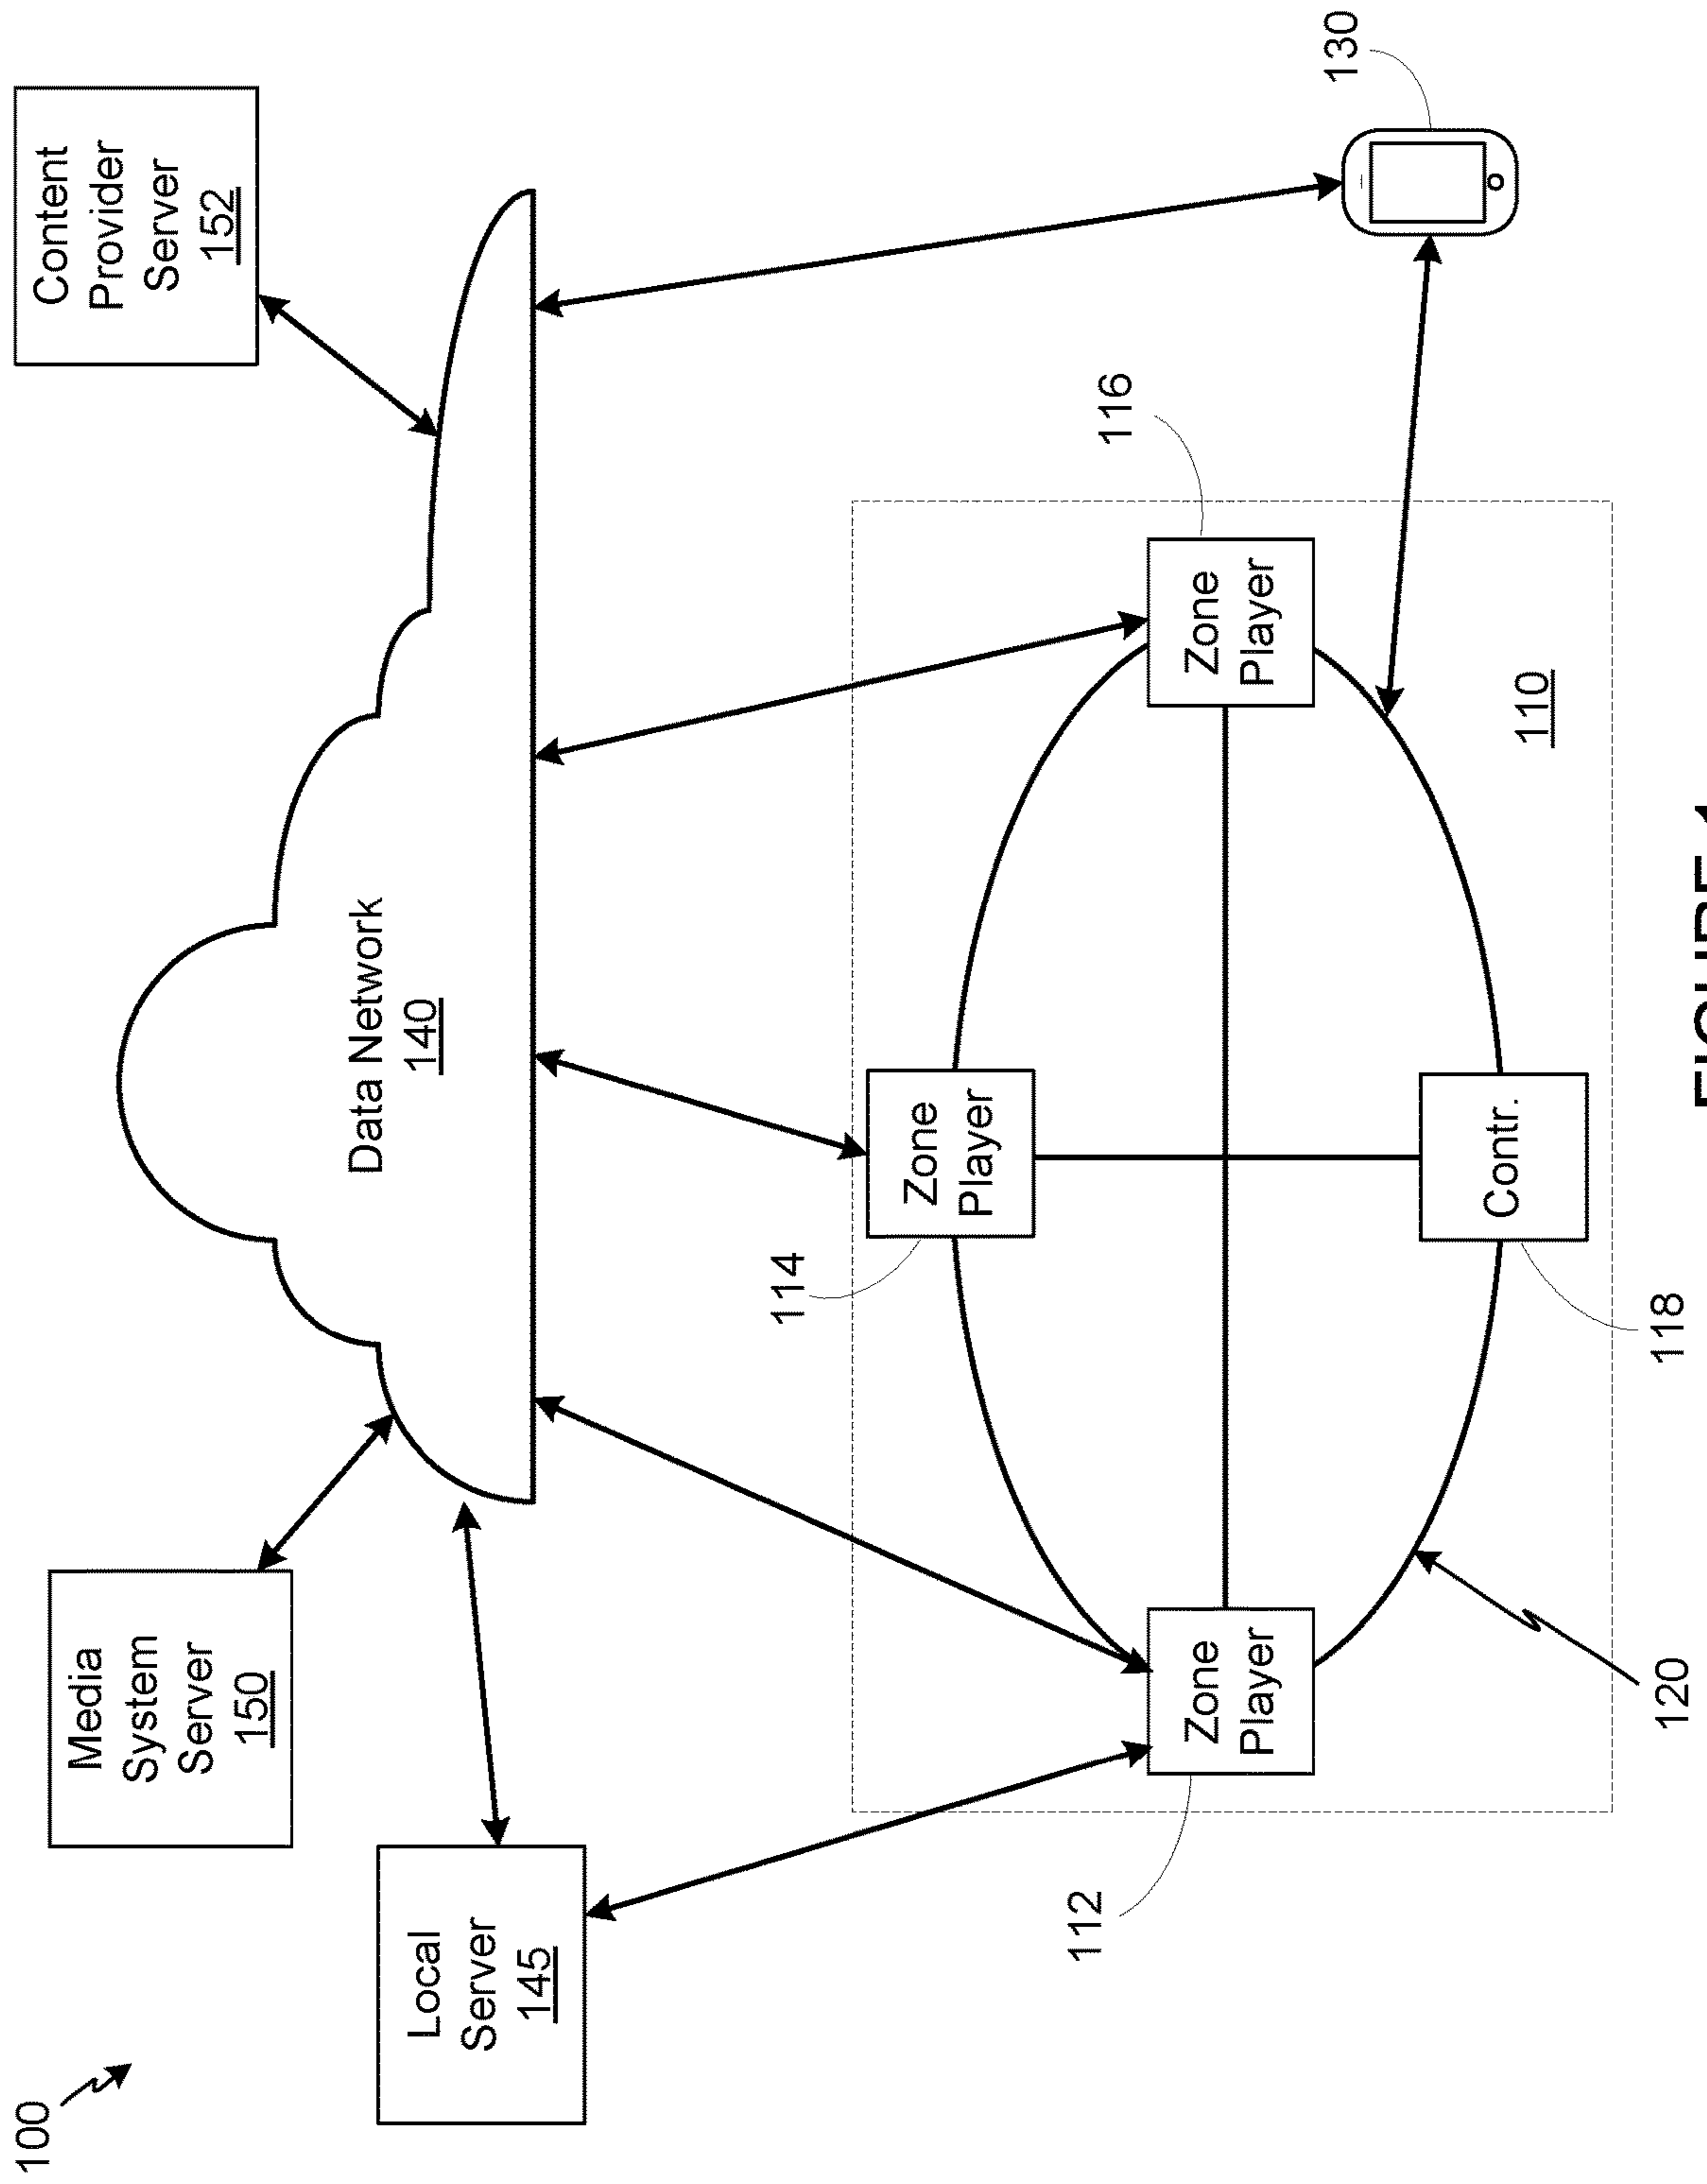 100
Media
System
Server
150
Content
Provider
Server
152
Local
Server
145
Data Network
140
114
Zone
Player
116
Zone
Player
112
Zone
Player
130
110
Contr.
118
120